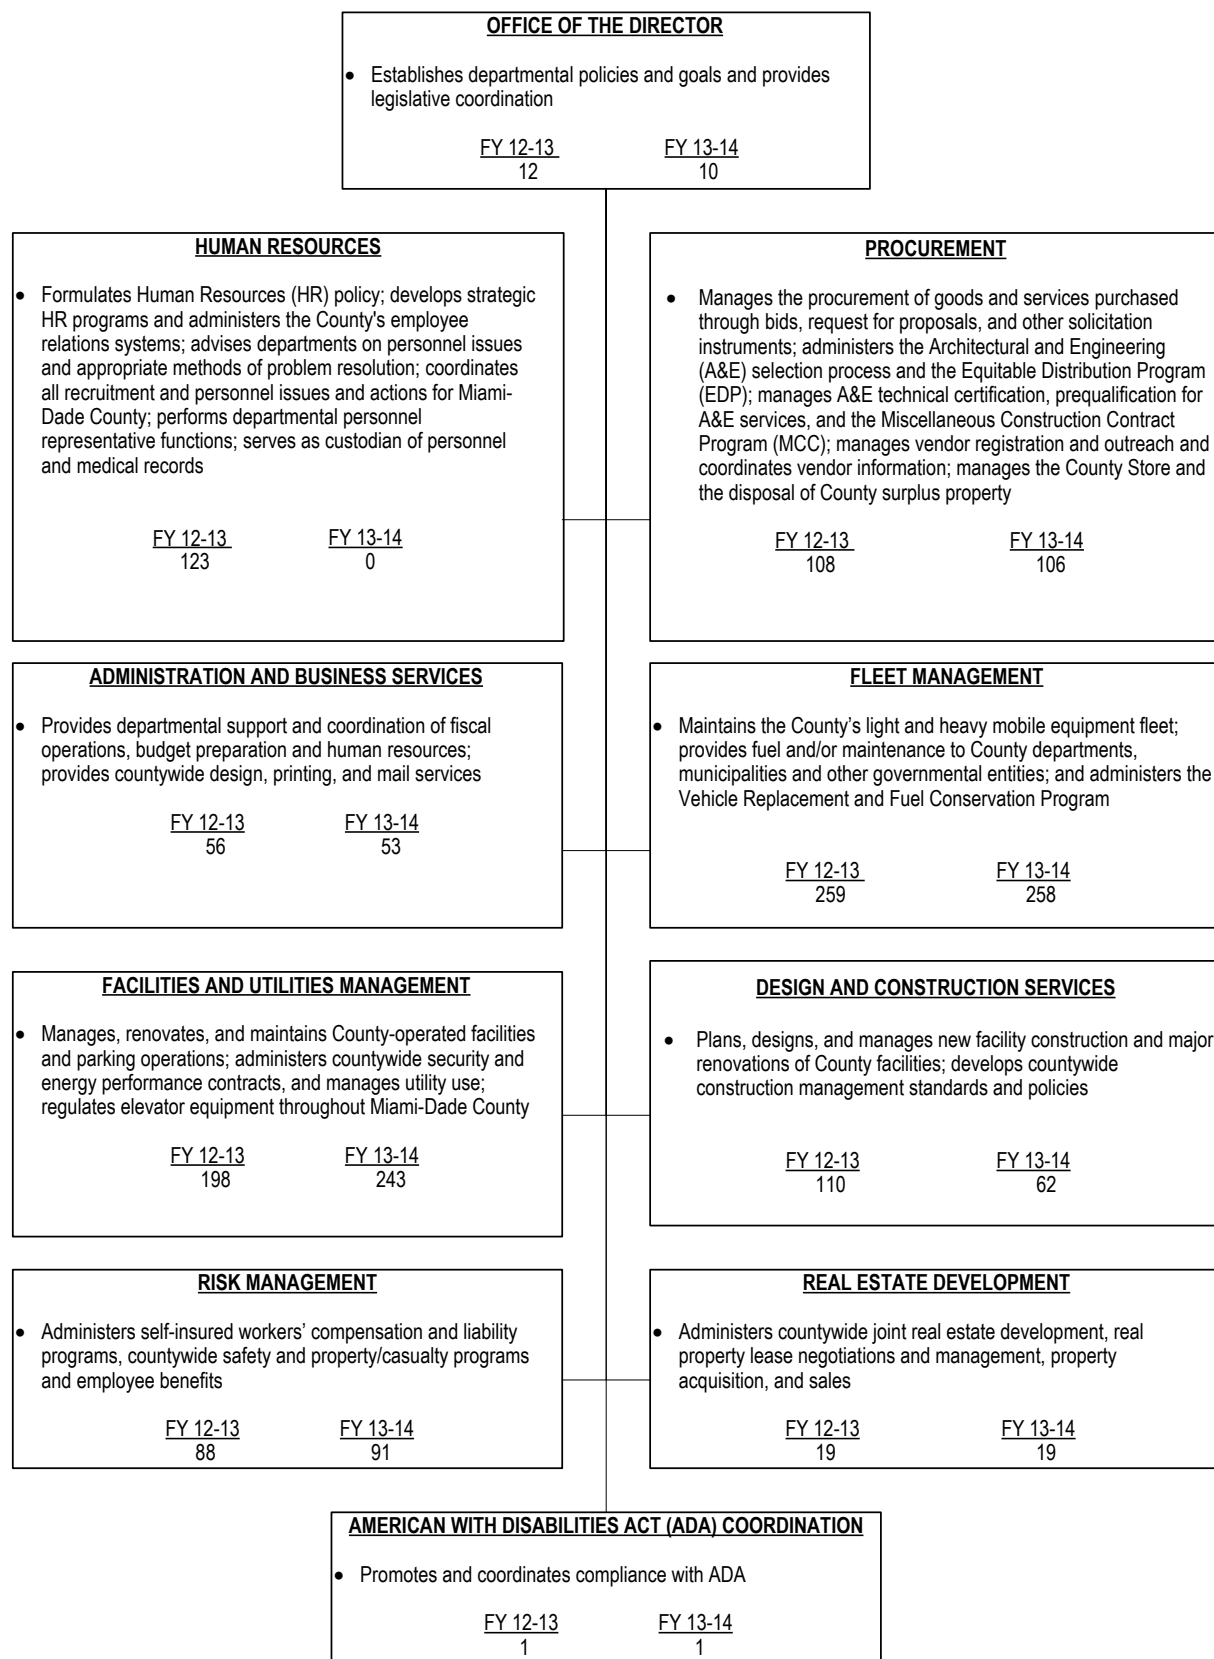 OFFICE OF THE DIRECTOR
• Establishes departmental policies and goals and provides
legislative coordination
FY 12-13 FY 13-14
12 10
HUMAN RESOURCES
• Formulates Human Resources (HR) policy; develops strategic
HR programs and administers the County's employee
relations systems; advises departments on personnel issues
and appropriate methods of problem resolution; coordinates
all recruitment and personnel issues and actions for Miami-
Dade County; performs departmental personnel
representative functions; serves as custodian of personnel
and medical records
FY 12-13 FY 13-14
123 0
PROCUREMENT
• Manages the procurement of goods and services purchased
through bids, request for proposals, and other solicitation
instruments; administers the Architectural and Engineering
(A&E) selection process and the Equitable Distribution Program
(EDP); manages A&E technical certification, prequalification for
A&E services, and the Miscellaneous Construction Contract
Program (MCC); manages vendor registration and outreach and
coordinates vendor information; manages the County Store and
the disposal of County surplus property
FY 12-13 FY 13-14
108 106
ADMINISTRATION AND BUSINESS SERVICES
• Provides departmental support and coordination of fiscal
operations, budget preparation and human resources;
provides countywide design, printing, and mail services
FY 12-13 FY 13-14
56 53
FLEET MANAGEMENT
• Maintains the County’s light and heavy mobile equipment fleet;
provides fuel and/or maintenance to County departments,
municipalities and other governmental entities; and administers the
Vehicle Replacement and Fuel Conservation Program
FY 12-13 FY 13-14
259 258
FACILITIES AND UTILITIES MANAGEMENT
• Manages, renovates, and maintains County-operated facilities
and parking operations; administers countywide security and
energy performance contracts, and manages utility use;
regulates elevator equipment throughout Miami-Dade County
FY 12-13 FY 13-14
198 243
DESIGN AND CONSTRUCTION SERVICES
• Plans, designs, and manages new facility construction and major
renovations of County facilities; develops countywide
construction management standards and policies
FY 12-13 FY 13-14
110 62
RISK MANAGEMENT
• Administers self-insured workers’ compensation and liability
programs, countywide safety and property/casualty programs
and employee benefits
FY 12-13 FY 13-14
88 91
REAL ESTATE DEVELOPMENT
• Administers countywide joint real estate development, real
property lease negotiations and management, property
acquisition, and sales
FY 12-13 FY 13-14
19 19
AMERICAN WITH DISABILITIES ACT (ADA) COORDINATION
• Promotes and coordinates compliance with ADA
FY 12-13 FY 13-14
1 1